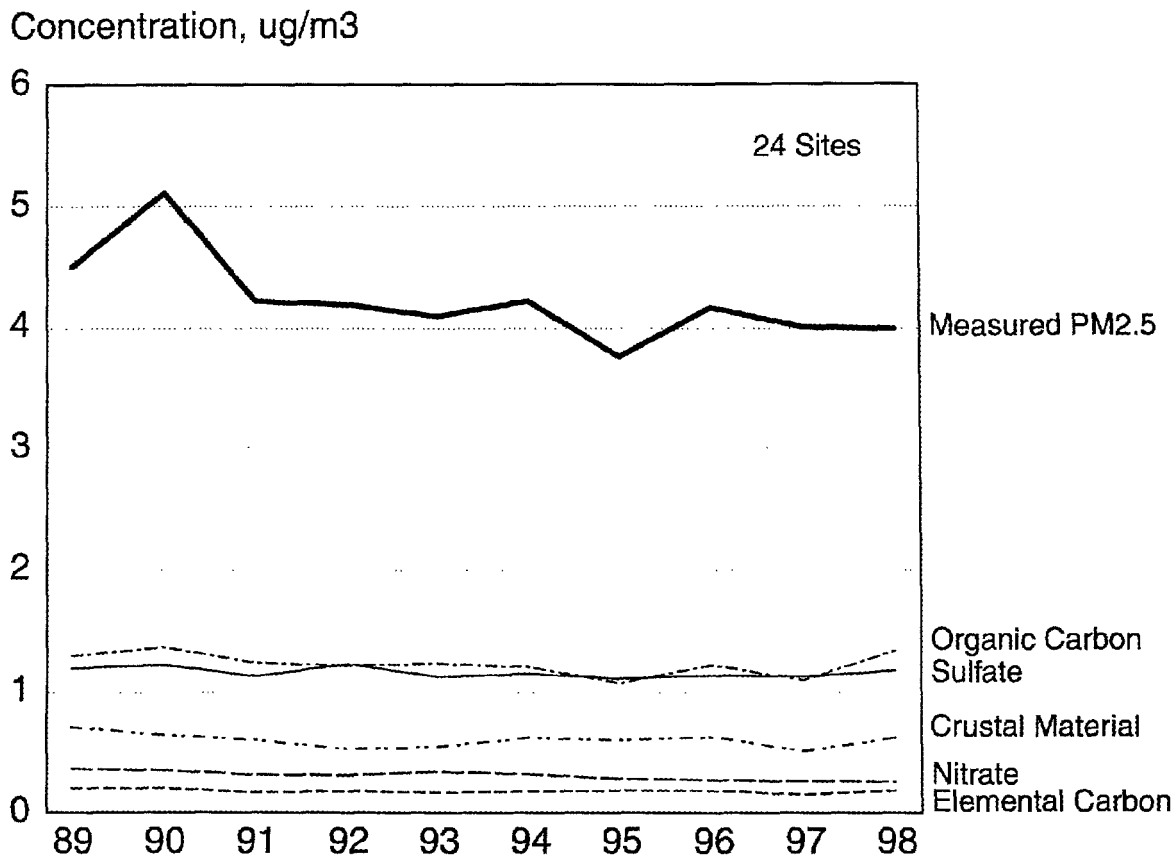 Concentration, ug/m3
6
24 Sites
5
4
Measured PM2.5
3
2
Organic Carbon
Sulfate
1
Crustal Material
Nitrate
Elemental Carbon
0
89 90 91 92 93 94 95 96 97 98